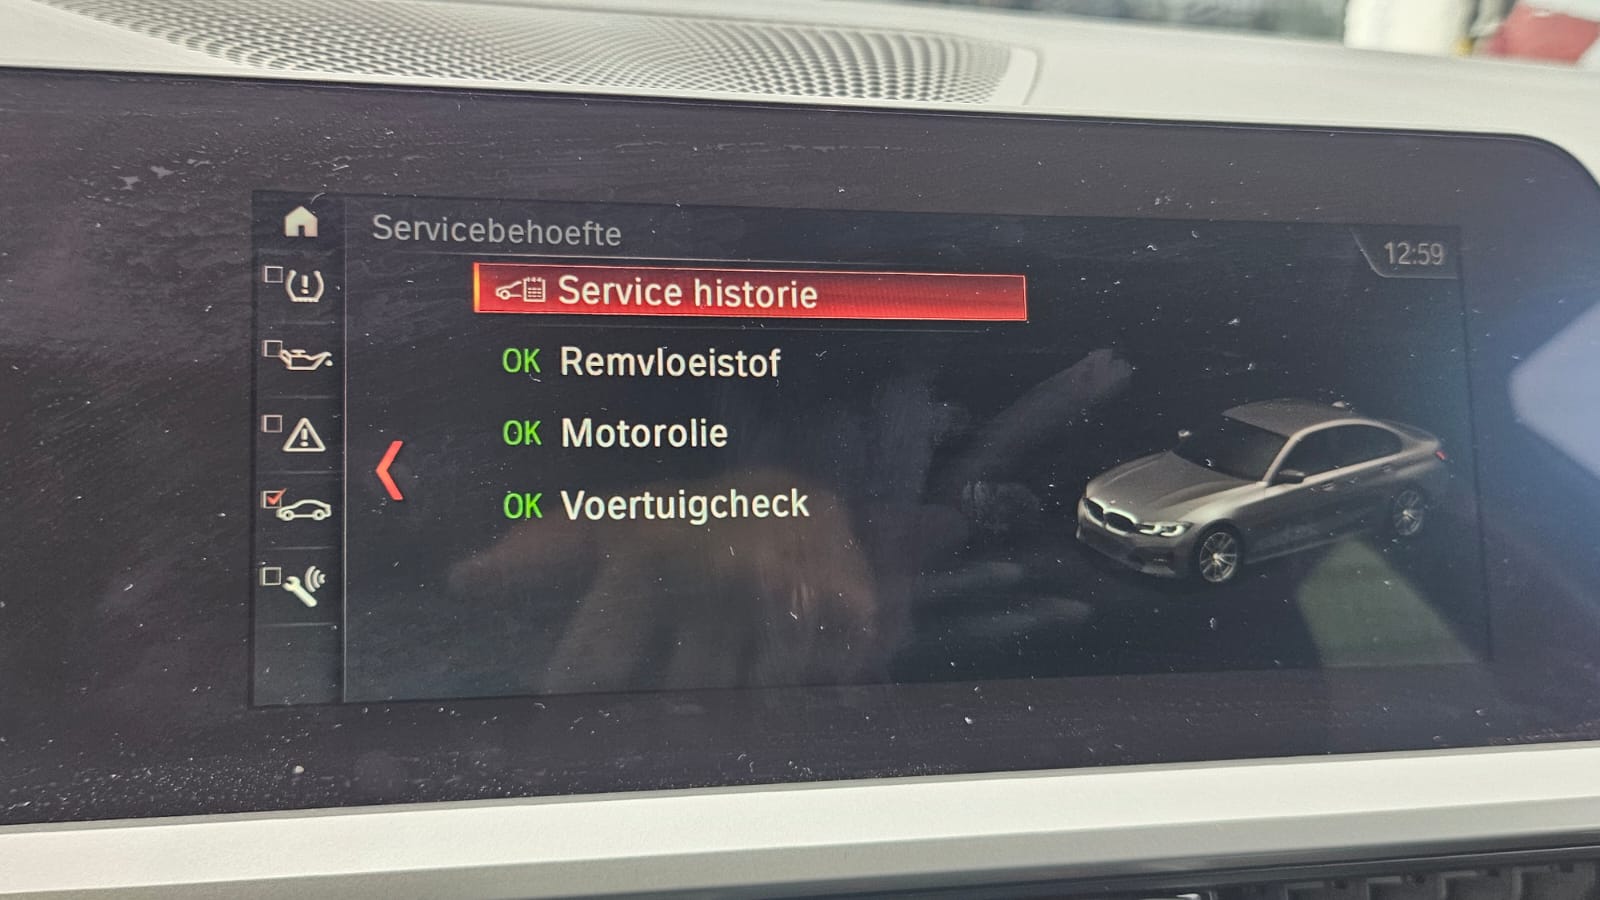 Servicebehoefte
12:59
Service historie
OK Remvloeistof
OK Motorolie
OK Voertuigcheck